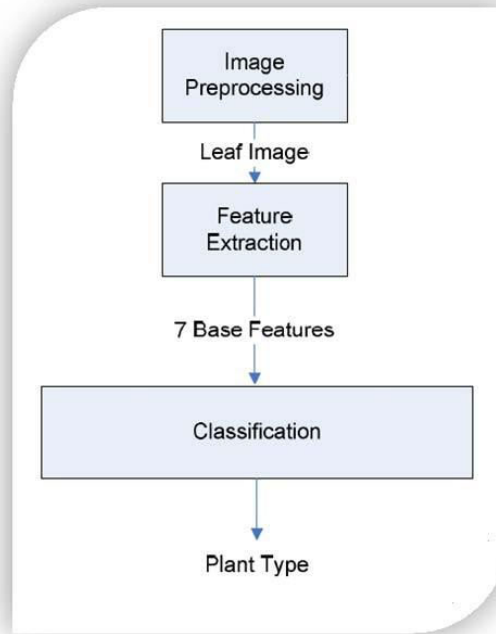 Image
Preprocessing
Leaf Image
Feature
Extraction
7 Base Features
Classification
Plant Type